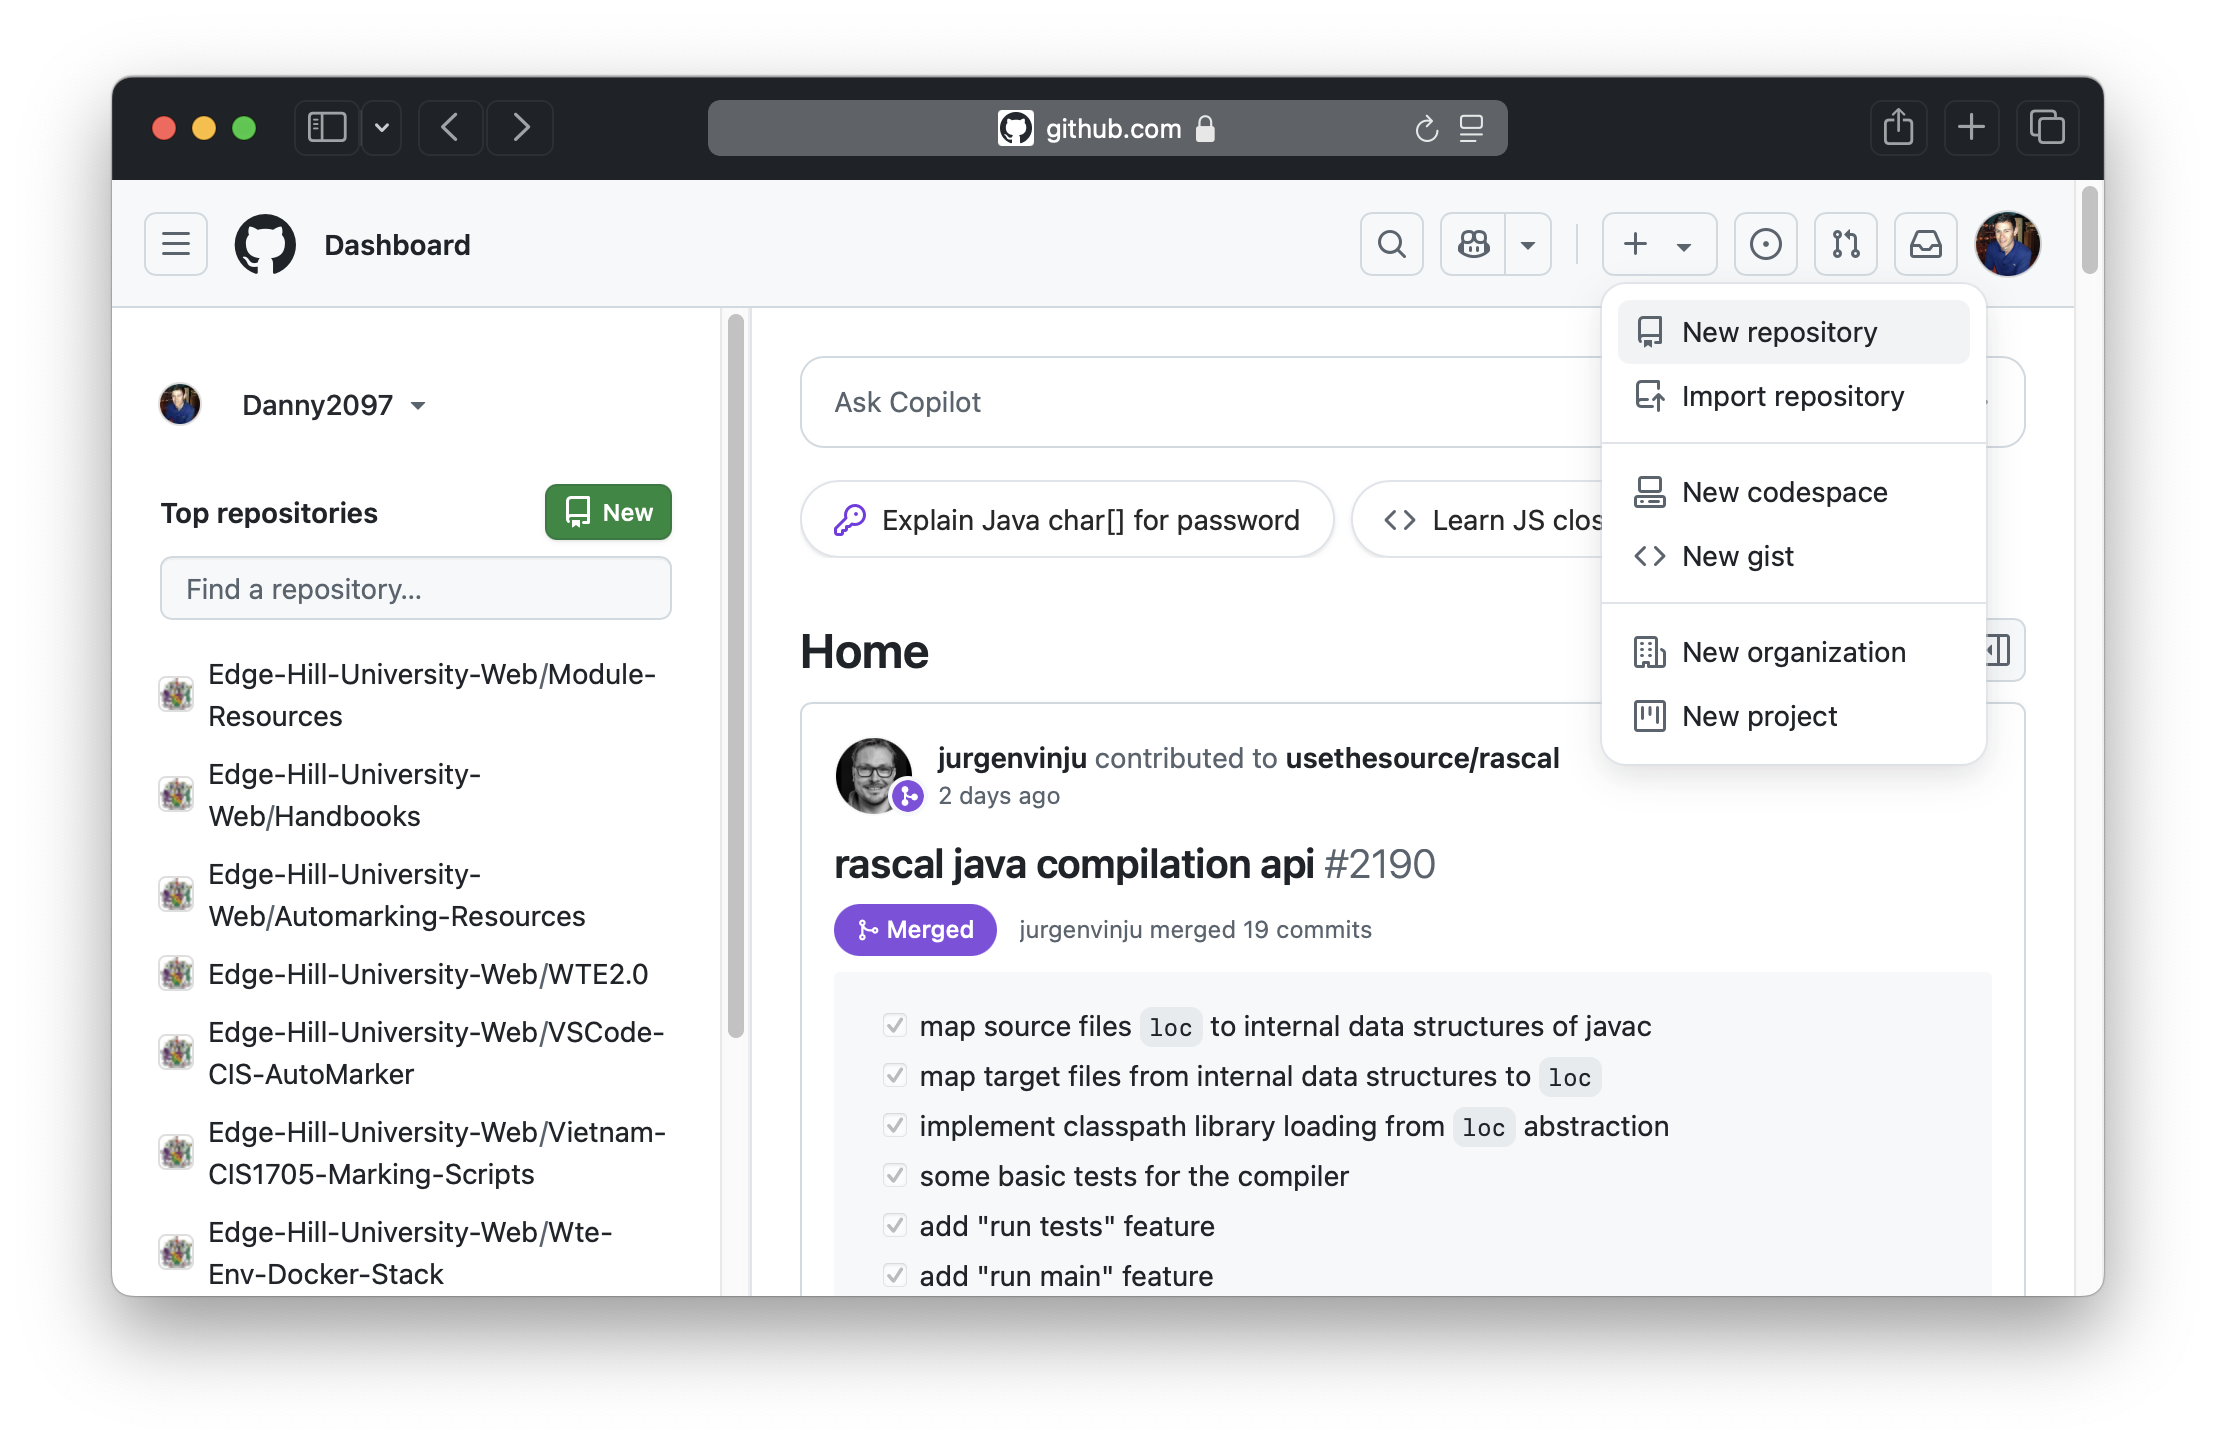 github.com
Dashboard
New repository
Import repository
New codespace
New gist
New organization
New project
Danny2097
Top repositories
New
Find a repository...
Edge-Hill-University-Web/Module-
Resources
Edge-Hill-University-
Web/Handbooks
Edge-Hill-University-
Web/Automarking-Resources
Edge-Hill-University-Web/WTE2.0
Edge-Hill-University-Web/VSCode-
CIS-AutoMarker
Edge-Hill-University-Web/Vietnam-
CIS1705-Marking-Scripts
Edge-Hill-University-Web/Wte-
Env-Docker-Stack
Ask Copilot
Explain Java char[] for password
Learn JS clos
Home
jurgenvinju contributed to usethesource/rascal
2 days ago
rascal java compilation api #2190
Merged
jurgenvinju merged 19 commits
map source files loc to internal data structures of javac
map target files from internal data structures to loc
implement classpath library loading from loc abstraction
some basic tests for the compiler
add "run tests" feature
add "run main" feature